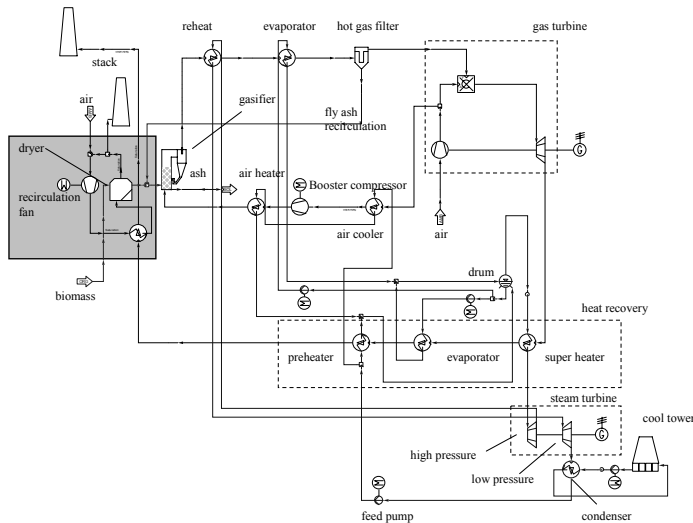 reheat
evaporator
hot gas filter
gas turbine
stack
air
gasifier
fly ash
recirculation
dryer
ash
air heater
Booster compressor
recirculation
fan
air cooler
air
drum
biomass
heat recovery
preheater
evaporator
super heater
steam turbine
cool tower
G
G
high pressure
low pressure
feed pump
condenser